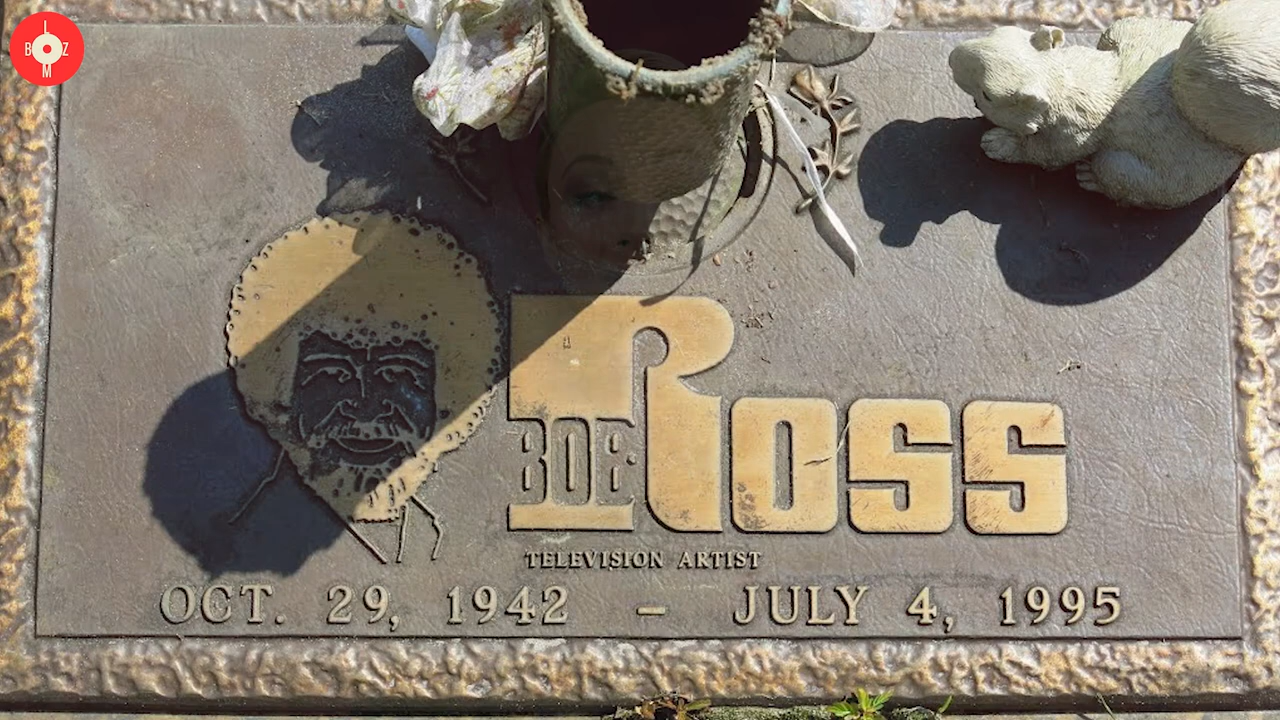 I
B Z
M
BOB ROSS
TELEVISION ARTIST
OCT. 29, 1942 – JULY 4, 1995